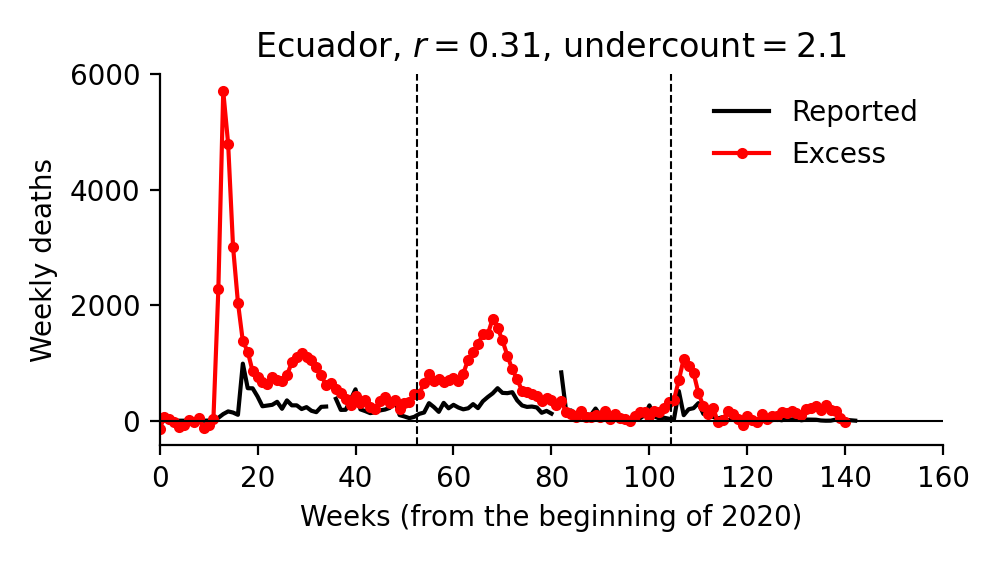 Ecuador, r = 0.31, undercount = 2.1
6000
4000
2000
0
Weekly deaths
Reported
Excess
0 20 40 60 80 100 120 140 160
Weeks (from the beginning of 2020)